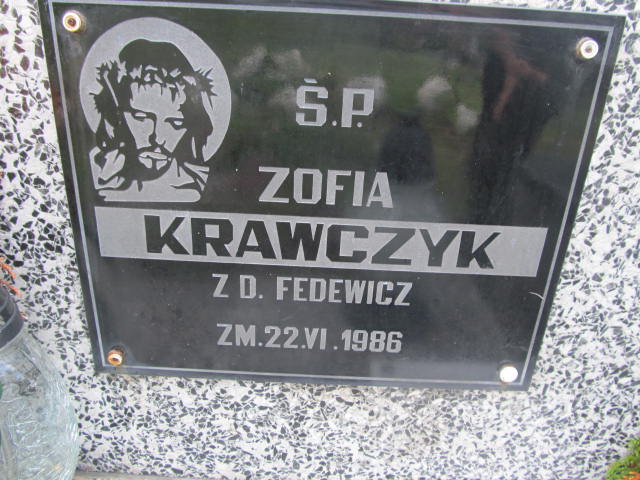 Ś.P.
ZOFIA
KRAWCZYK
Z D. FEDEWICZ
ZM. 22.VI.1986